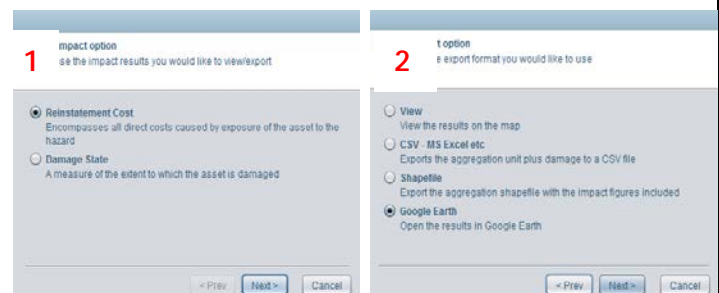 1
mpact option
se the impact results you would like to view/export
Reinstatement Cost
Encompasses all direct costs caused by exposure of the asset to the
hazard
Damage State
A measure of the extent to which the asset is damaged
< Prev Next > Cancel
2
t option
e export format you would like to use
View
View the results on the map
CSV - MS Excel etc
Exports the aggregation unit plus damage to a CSV file
Shapefile
Export the aggregation shapefile with the impact figures included
Google Earth
Open the results in Google Earth
< Prev Next > Cancel